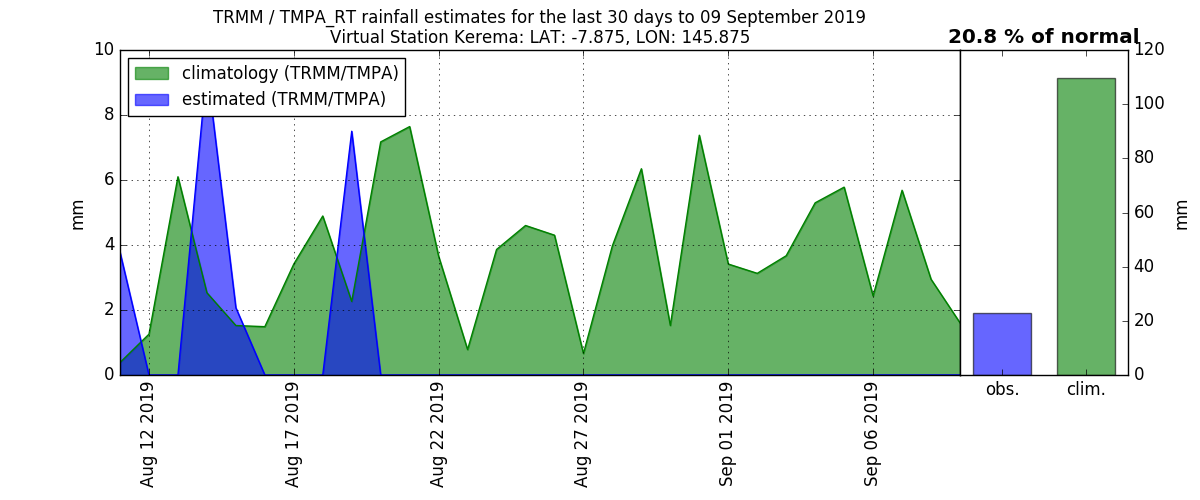 TRMM / TMPA_RT rainfall estimates for the last 30 days to 09 September 2019
Virtual Station Kerema: LAT: -7.875, LON: 145.875
20.8 % of normal
climatology (TRMM/TMPA)
estimated (TRMM/TMPA)
10
8
6
4
2
0
mm
Aug 12 2019
Aug 17 2019
Aug 22 2019
Aug 27 2019
Sep 01 2019
Sep 06 2019
obs.
clim.
120
100
80
60
40
20
0
mm